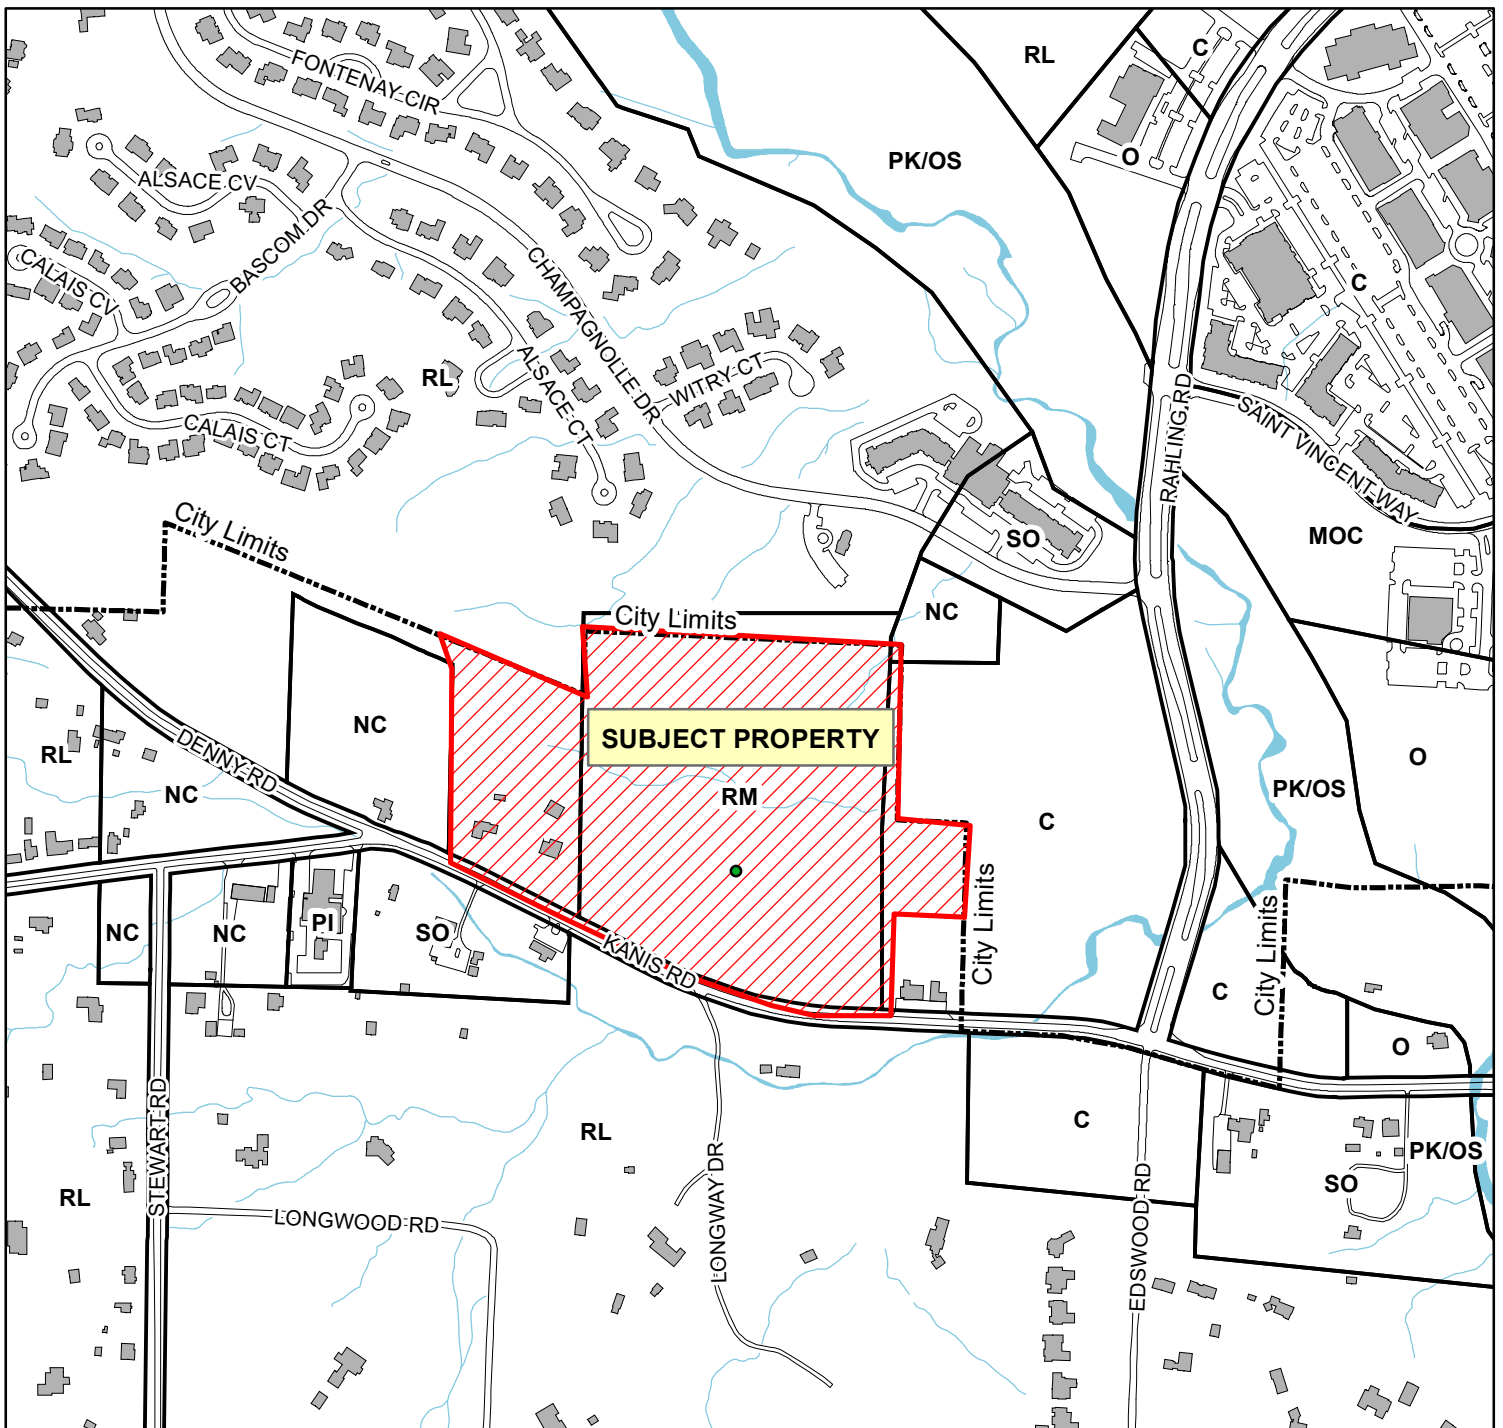 RL
C
FONTENAY CIR
PK/OS
O
ALSACE CV
BASCOM DR
CALAIS CV
CHAMPAGNOLLE DR
C
ALSACE CT
WITRY CT
RL
RAHLING RD
SAINT VINCENT WAY
CALAIS CT
City Limits
SO
MOC
NC
City Limits
NC
SUBJECT PROPERTY
DENNY RD
RL
NC
RM
C
PK/OS
O
City Limits
NC
NC
PI
SO
KANIS RD
City Limits
C
O
STEWART RD
RL
C
PK/OS
LONGWAY DR
SO
EDSWOOD RD
RL
LONGWOOD RD